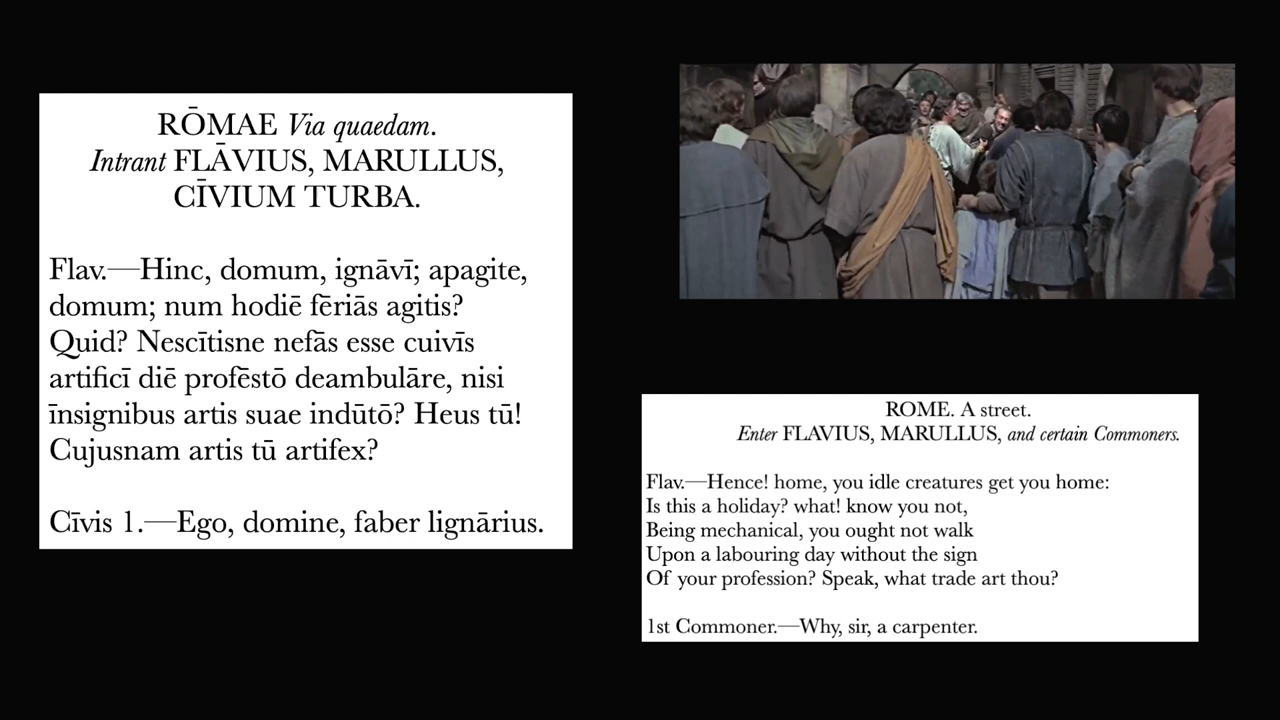 RŌMAE Via quaedam.
Intrant FLĀVIUS, MARULLUS,
CĪVIUM TURBA.
Flav.—Hinc, domum, ignāvī; apagite,
domum; num hodiē fēriās agitis?
Quid? Nescītisne nefās esse cuivīs
artificī diē profēstō deambulāre, nisi
īnsignibus artis suae indūtō? Heus tū!
Cujusnam artis tū artifex?
Cīvis 1.—Ego, domine, faber lignārius.
ROME. A street.
Enter FLAVIUS, MARULLUS, and certain Commoners.
Flav.—Hence! home, you idle creatures get you home:
Is this a holiday? what! know you not,
Being mechanical, you ought not walk
Upon a labouring day without the sign
Of your profession? Speak, what trade art thou?
1st Commoner.—Why, sir, a carpenter.